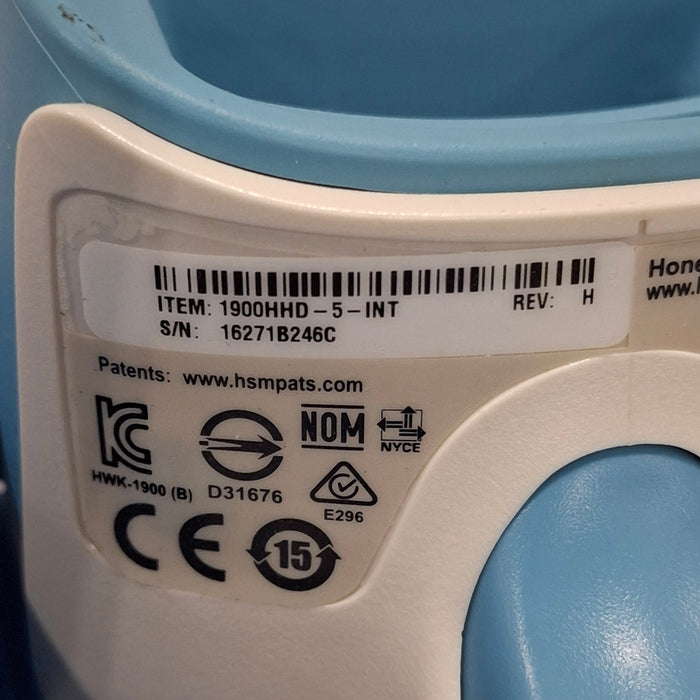 ITEM: 1900HHD-5-INT REV: H
S/N: 16271B246C
Patents: www.hsmpats.com
NOM
NYCE
HWK-1900 (B)
D31676
E296
CE
15